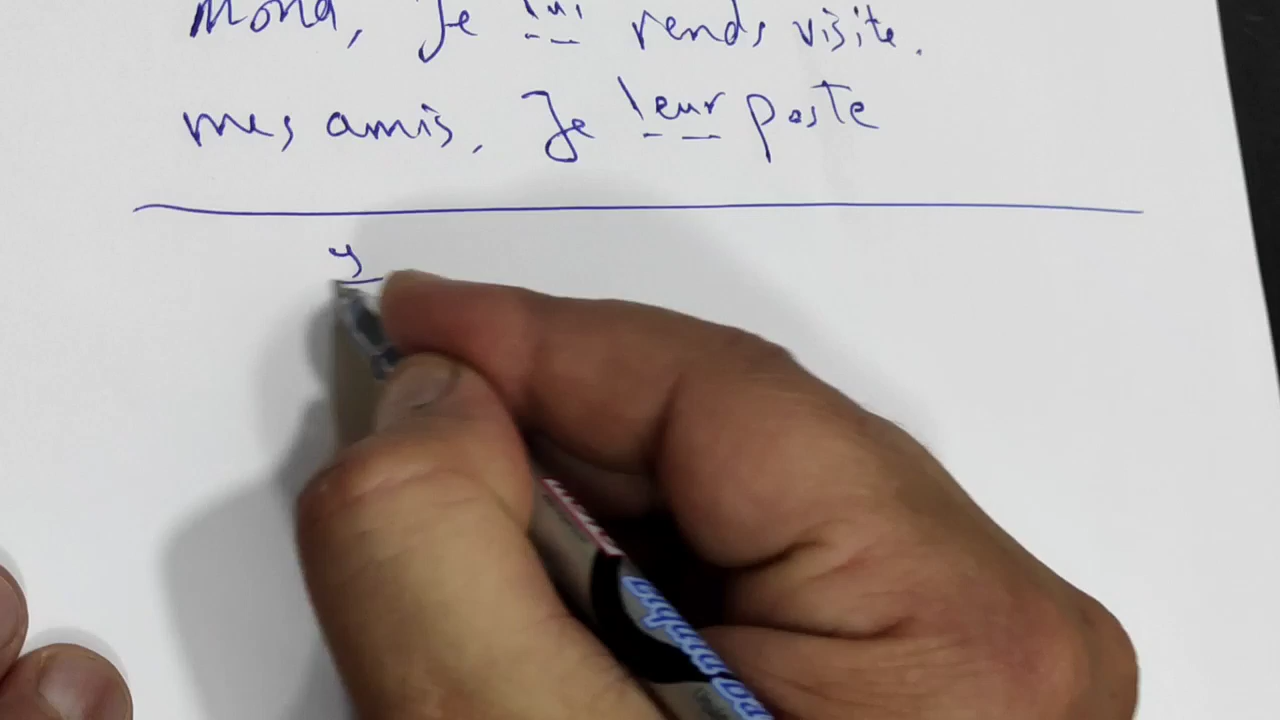 Mona, Je lui rends visite.
mes amis, Je leur poste
y